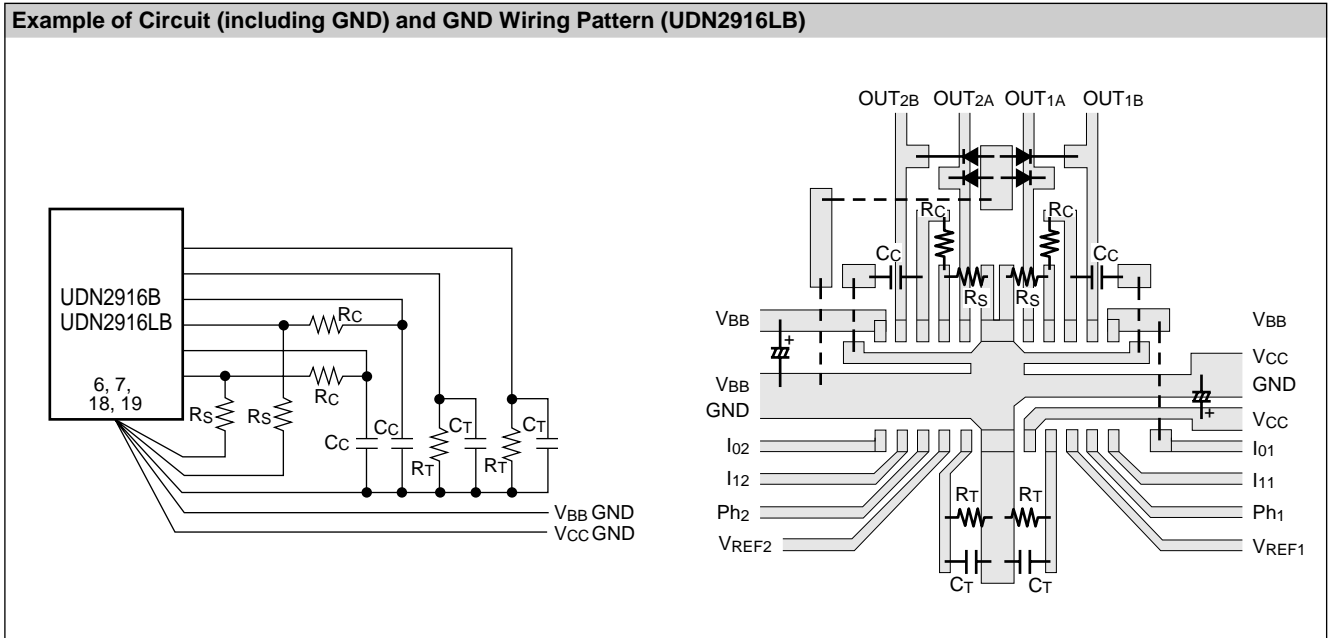 Example of Circuit (including GND) and GND Wiring Pattern (UDN2916LB)
UDN2916B
UDN2916LB
6, 7,
18, 19
RC
RC
RS
RS
CC
CC
CT
CT
RT
RT
VBB GND
VCC GND
OUT2B OUT2A OUT1A OUT1B
RC
RC
CC
CC
RS
RS
VBB
+
VBB
GND
I02
I12
Ph2
VREF2
VBB
VCC
GND
+
VCC
I01
I11
Ph1
VREF1
RT
RT
CT
CT